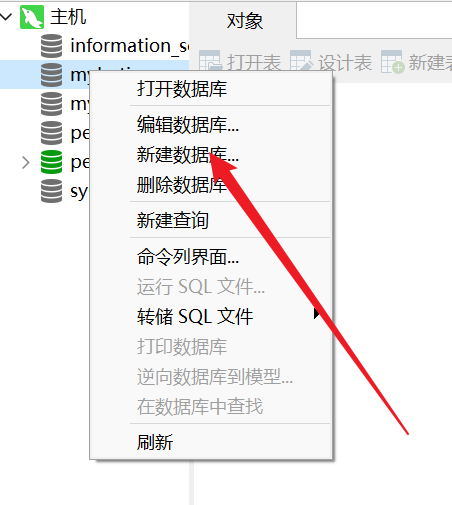 主机
对象
information_s
打开表 设计表 新建表
my
打开数据库
my
编辑数据库...
pe
新建数据库...
pe
删除数据库
sy
新建查询
命令列界面...
运行 SQL 文件...
转储 SQL 文件
打印数据库
逆向数据库到模型...
在数据库中查找
刷新